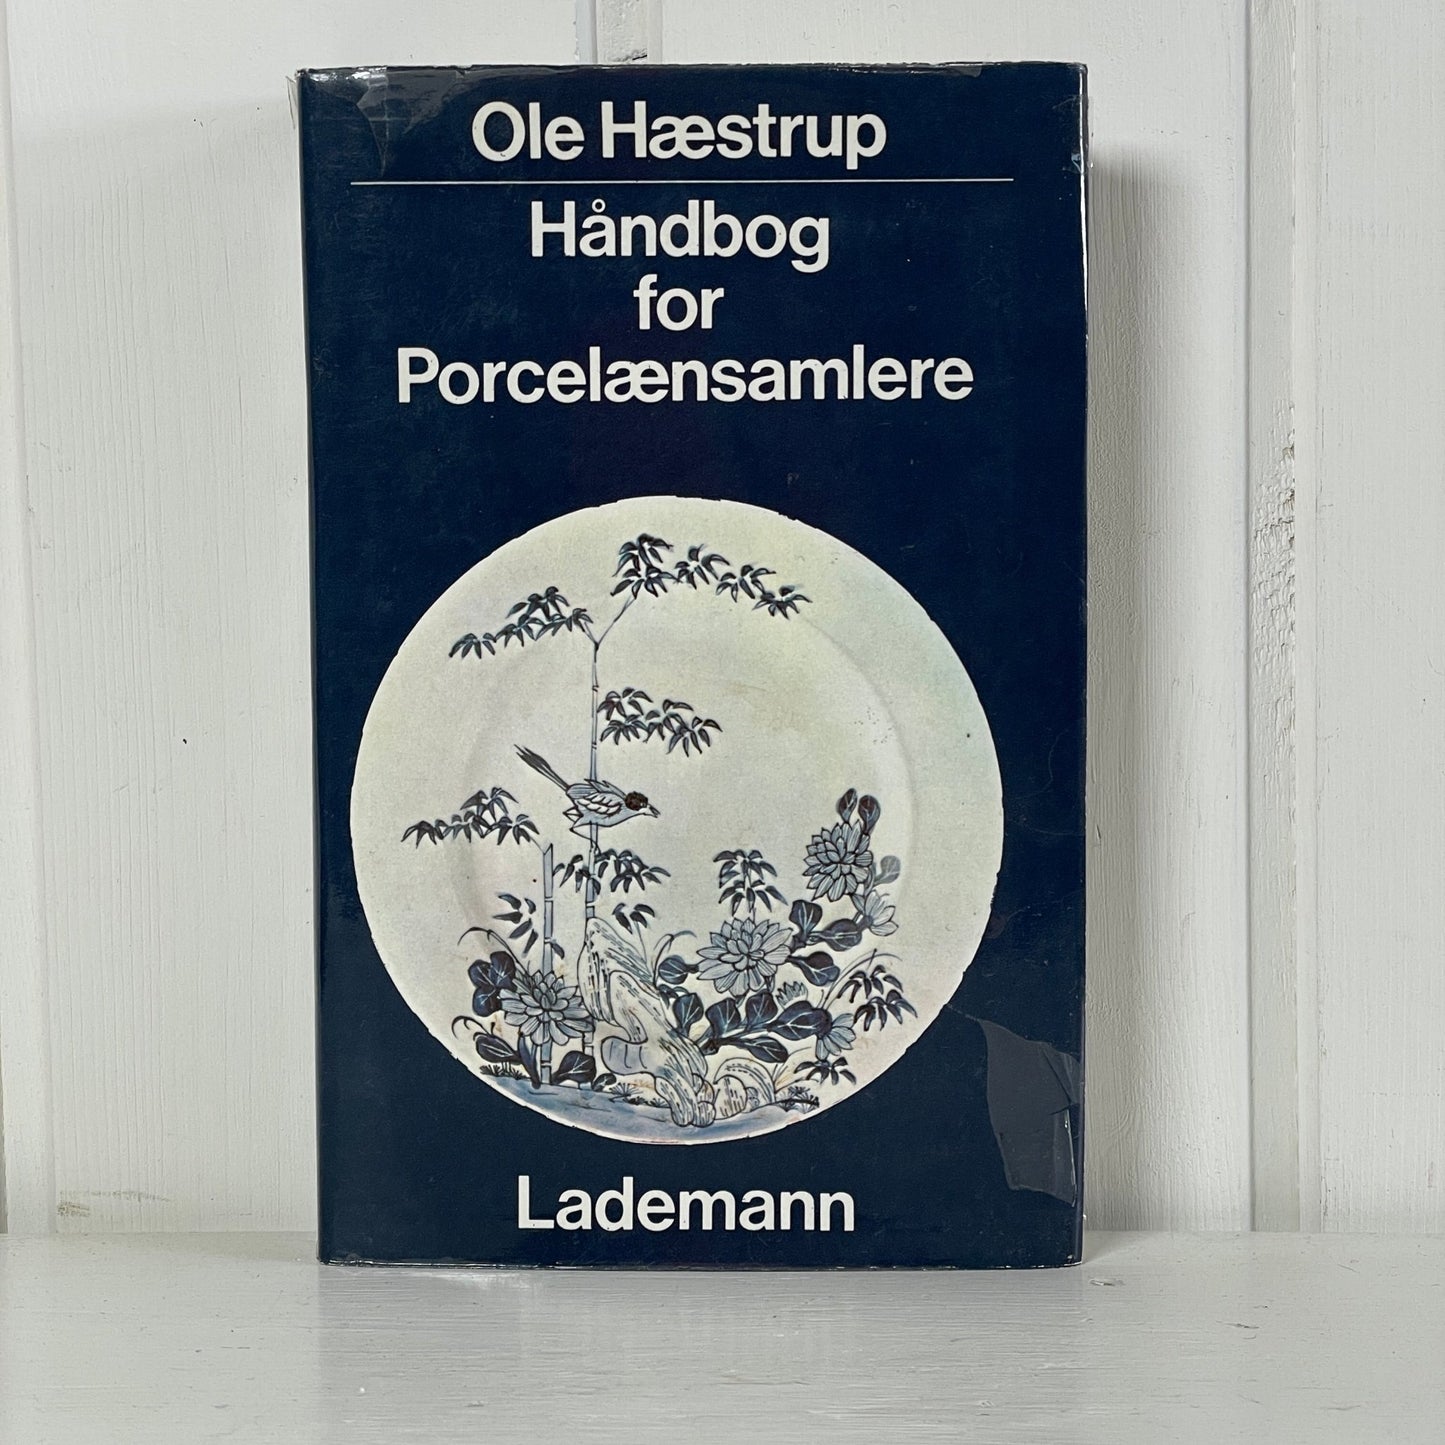 Ole Hæstrup
Håndbog
for
Porcelænsamlere
Lademann